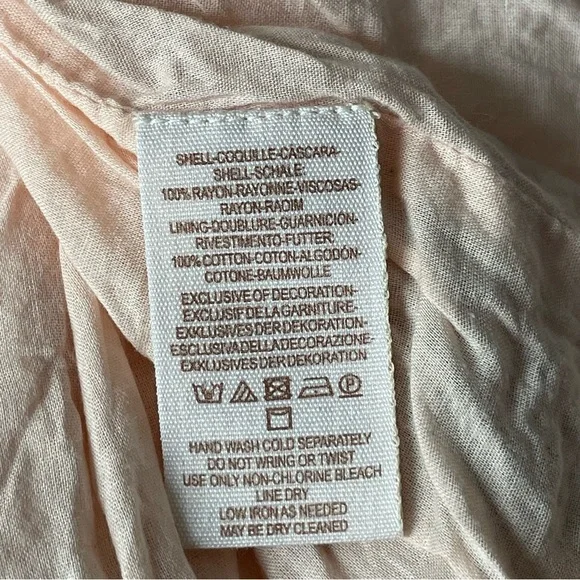 SHELL-COQUILLE-CASCARA-
SHELL-SCHALE:
100% RAYON-RAYONNE-VISCOSAS-
RAYON-RADIM
LINING-DOUBLURE-GUARNICION-
RIVESTIMENTO-FUTTER:
100% COTTON-COTON-ALGODÓN-
COTONE-BAUMWOLLE
EXCLUSIVE OF DECORATION-
EXCLUSIF DE LA GARNITURE-
EXKLUSIVES DER DEKORATION-
ESCLUSIVA DELLA DECORAZIONE-
EXKLUSIVES DER DEKORATION
P
HAND WASH COLD SEPARATELY
DO NOT WRING OR TWIST
USE ONLY NON-CHLORINE BLEACH
LINE DRY
LOW IRON AS NEEDED
MAY BE DRY CLEANED